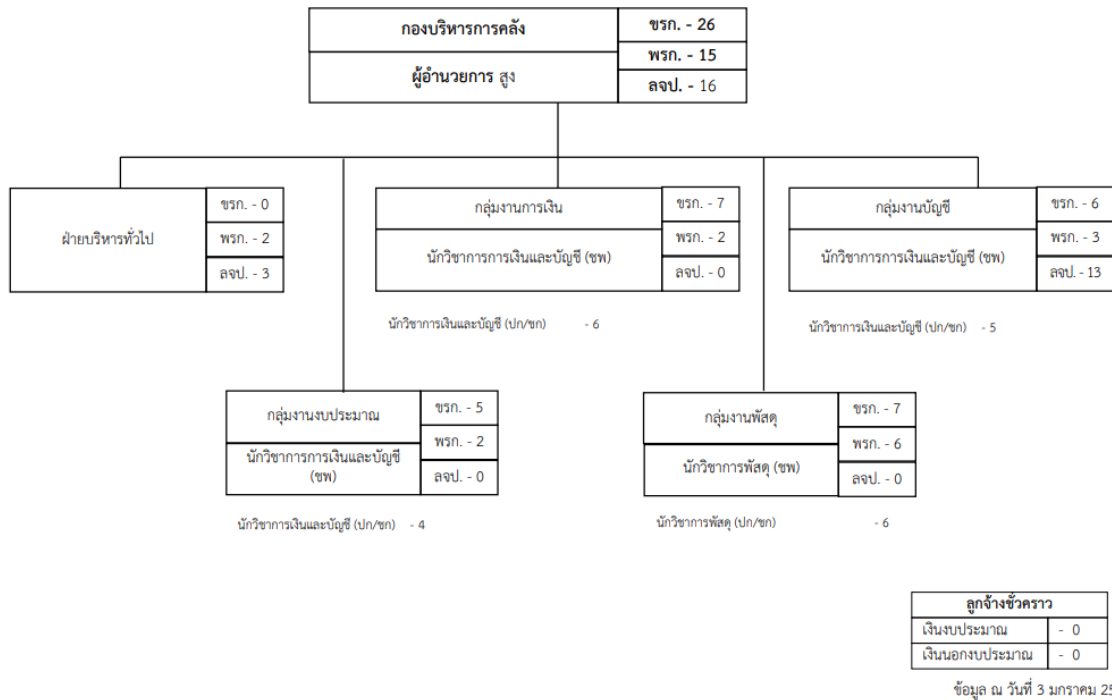 กองบริหารการคลัง
ขรก. - 26
พรก. - 15
ผู้อำนวยการ สูง
ลจป. - 16
ฝ่ายบริหารทั่วไป
ขรก. - 0
พรก. - 2
ลจป. - 3
กลุ่มงานการเงิน
ขรก. - 7
พรก. - 2
นักวิชาการการเงินและบัญชี (ชพ)
ลจป. - 0
นักวิชาการเงินและบัญชี (ปก/ชก) - 6
กลุ่มงานบัญชี
ขรก. - 6
พรก. - 3
นักวิชาการการเงินและบัญชี (ชพ)
ลจป. - 13
นักวิชาการเงินและบัญชี (ปก/ชก) - 5
กลุ่มงานงบประมาณ
ขรก. - 5
พรก. - 2
นักวิชาการการเงินและบัญชี
(ชพ)
ลจป. - 0
นักวิชาการเงินและบัญชี (ปก/ชก) - 4
กลุ่มงานพัสดุ
ขรก. - 7
พรก. - 6
นักวิชาการพัสดุ (ชพ)
ลจป. - 0
นักวิชาการพัสดุ (ปก/ชก) - 6
ลูกจ้างชั่วคราว
เงินงบประมาณ - 0
เงินนอกงบประมาณ - 0
ข้อมูล ณ วันที่ 3 มกราคม